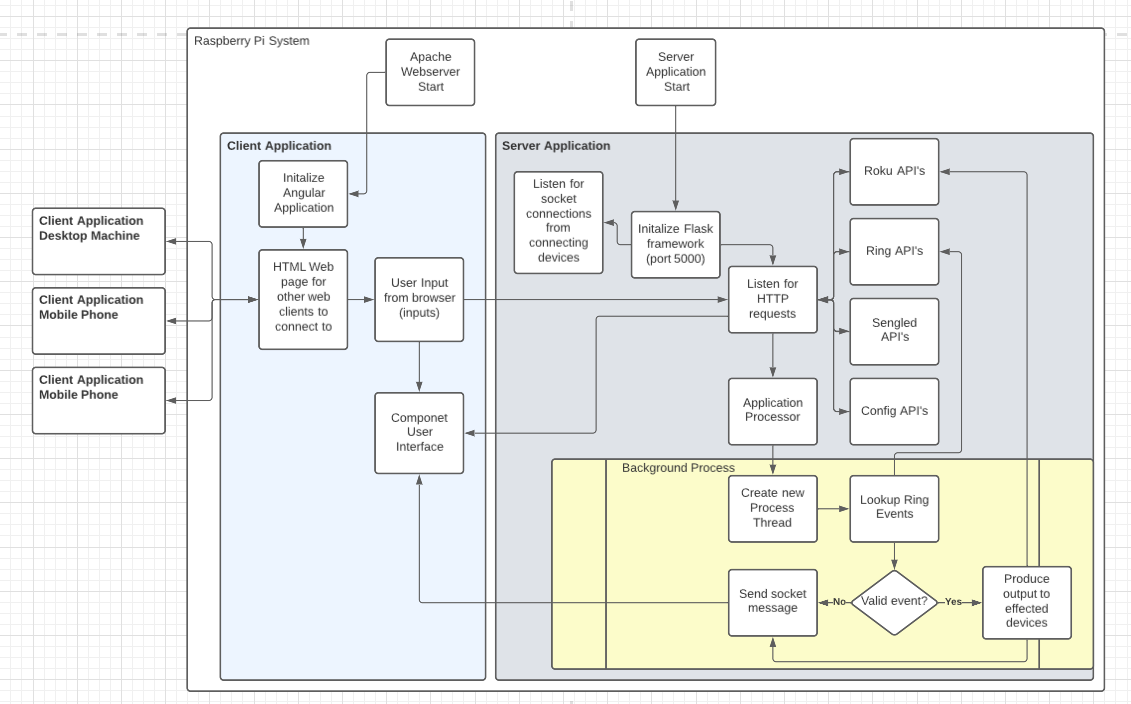 Raspberry Pi System
Apache
Webserver
Start
Server
Application
Start
Client Application
Initalize
Angular
Application
HTML Web
page for
other web
clients to
connect to
User Input
from browser
(inputs)
Componet
User
Interface
Client Application
Desktop Machine
Client Application
Mobile Phone
Client Application
Mobile Phone
Server Application
Listen for
socket
connections
from
connecting
devices
Initalize Flask
framework
(port 5000)
Listen for
HTTP
requests
Roku API's
Ring API's
Sengled
API's
Config API's
Application
Processor
Background Process
Create new
Process
Thread
Lookup Ring
Events
Send socket
message
No
Valid event?
Yes
Produce
output to
effected
devices